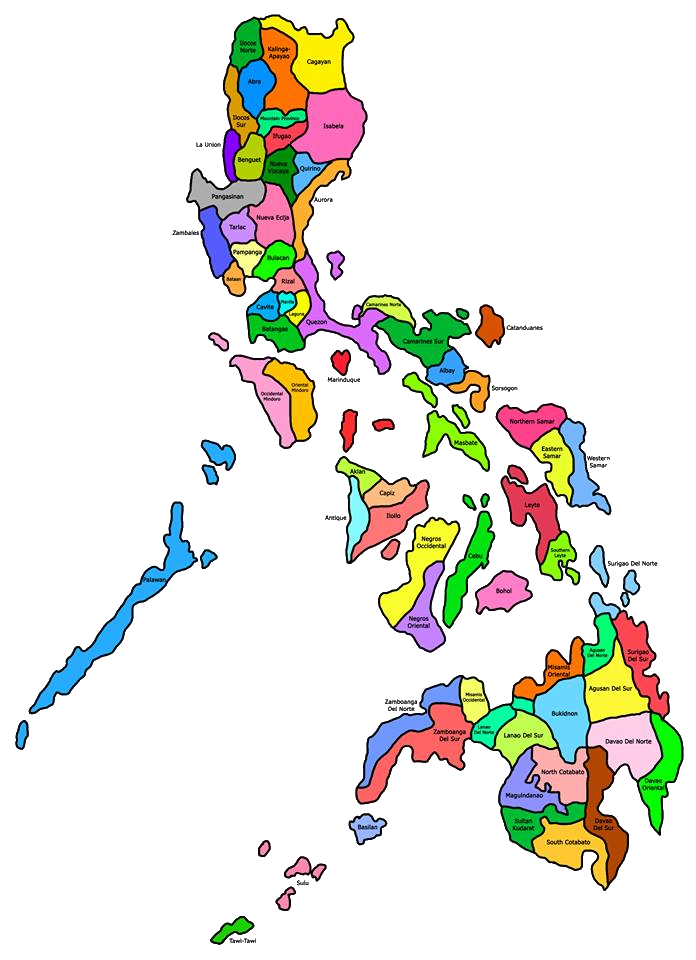 Ilocos
Norte
Kalinga-
Apayao
Cagayan
Abra
Ilocos
Sur
Mountain Province
Isabela
Ifugao
La Union
Benguet
Nueva
Vizcaya
Quirino
Pangasinan
Aurora
Nueva Ecija
Zambales
Tarlac
Pampanga
Bulacan
Bataan
Rizal
Cavite
Manila
Laguna
Quezon
Batangas
Camarines Norte
Camarines Sur
Catanduanes
Albay
Sorsogon
Marinduque
Occidental
Mindoro
Oriental
Mindoro
Masbate
Northern Samar
Eastern
Samar
Western
Samar
Aklan
Capiz
Antique
Iloilo
Leyte
Southern
Leyte
Negros
Occidental
Cebu
Bohol
Negros
Oriental
Palawan
Surigao Del Norte
Agusan
Del Norte
Surigao
Del Sur
Misamis
Oriental
Agusan Del Sur
Misamis
Occidental
Zamboanga
Del Norte
Zamboanga
Del Sur
Lanao
Del Norte
Lanao Del Sur
Bukidnon
Davao Del Norte
North Cotabato
Maguindanao
Davao
Oriental
Sultan
Kudarat
Davao
Del Sur
South Cotabato
Basilan
Sulu
Tawi-Tawi